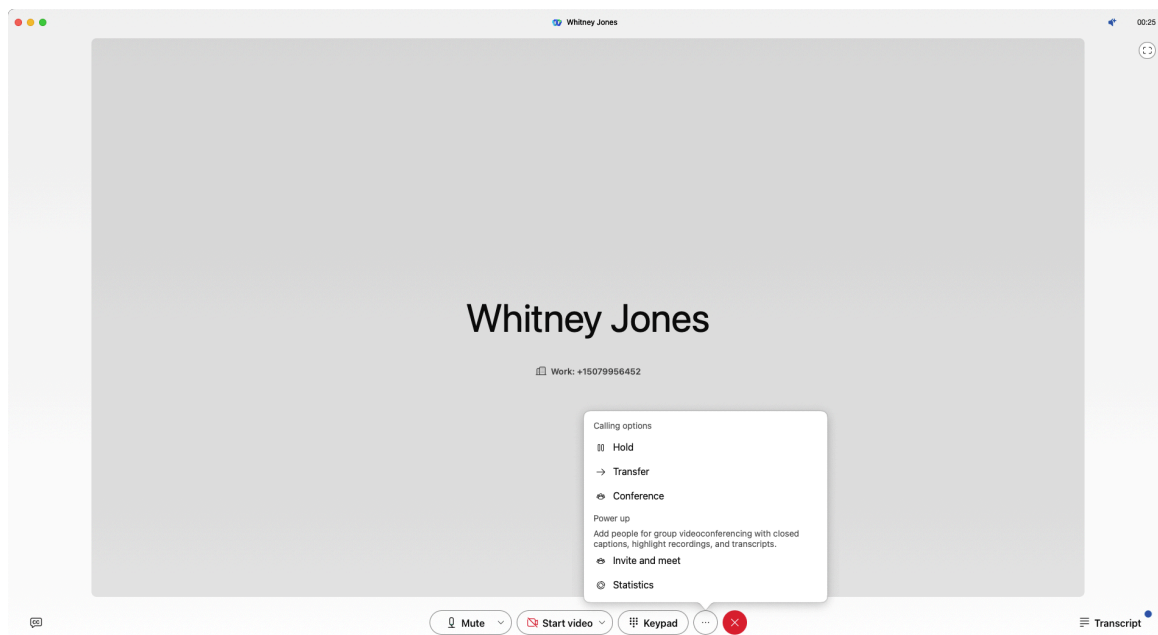 Whitney Jones
00:25
Whitney Jones
Work: +15079956452
Calling options
Hold
Transfer
Conference
Power up
Add people for group videoconferencing with closed
captions, highlight recordings, and transcripts.
Invite and meet
Statistics
CC
Mute
Start video
Keypad
Transcript